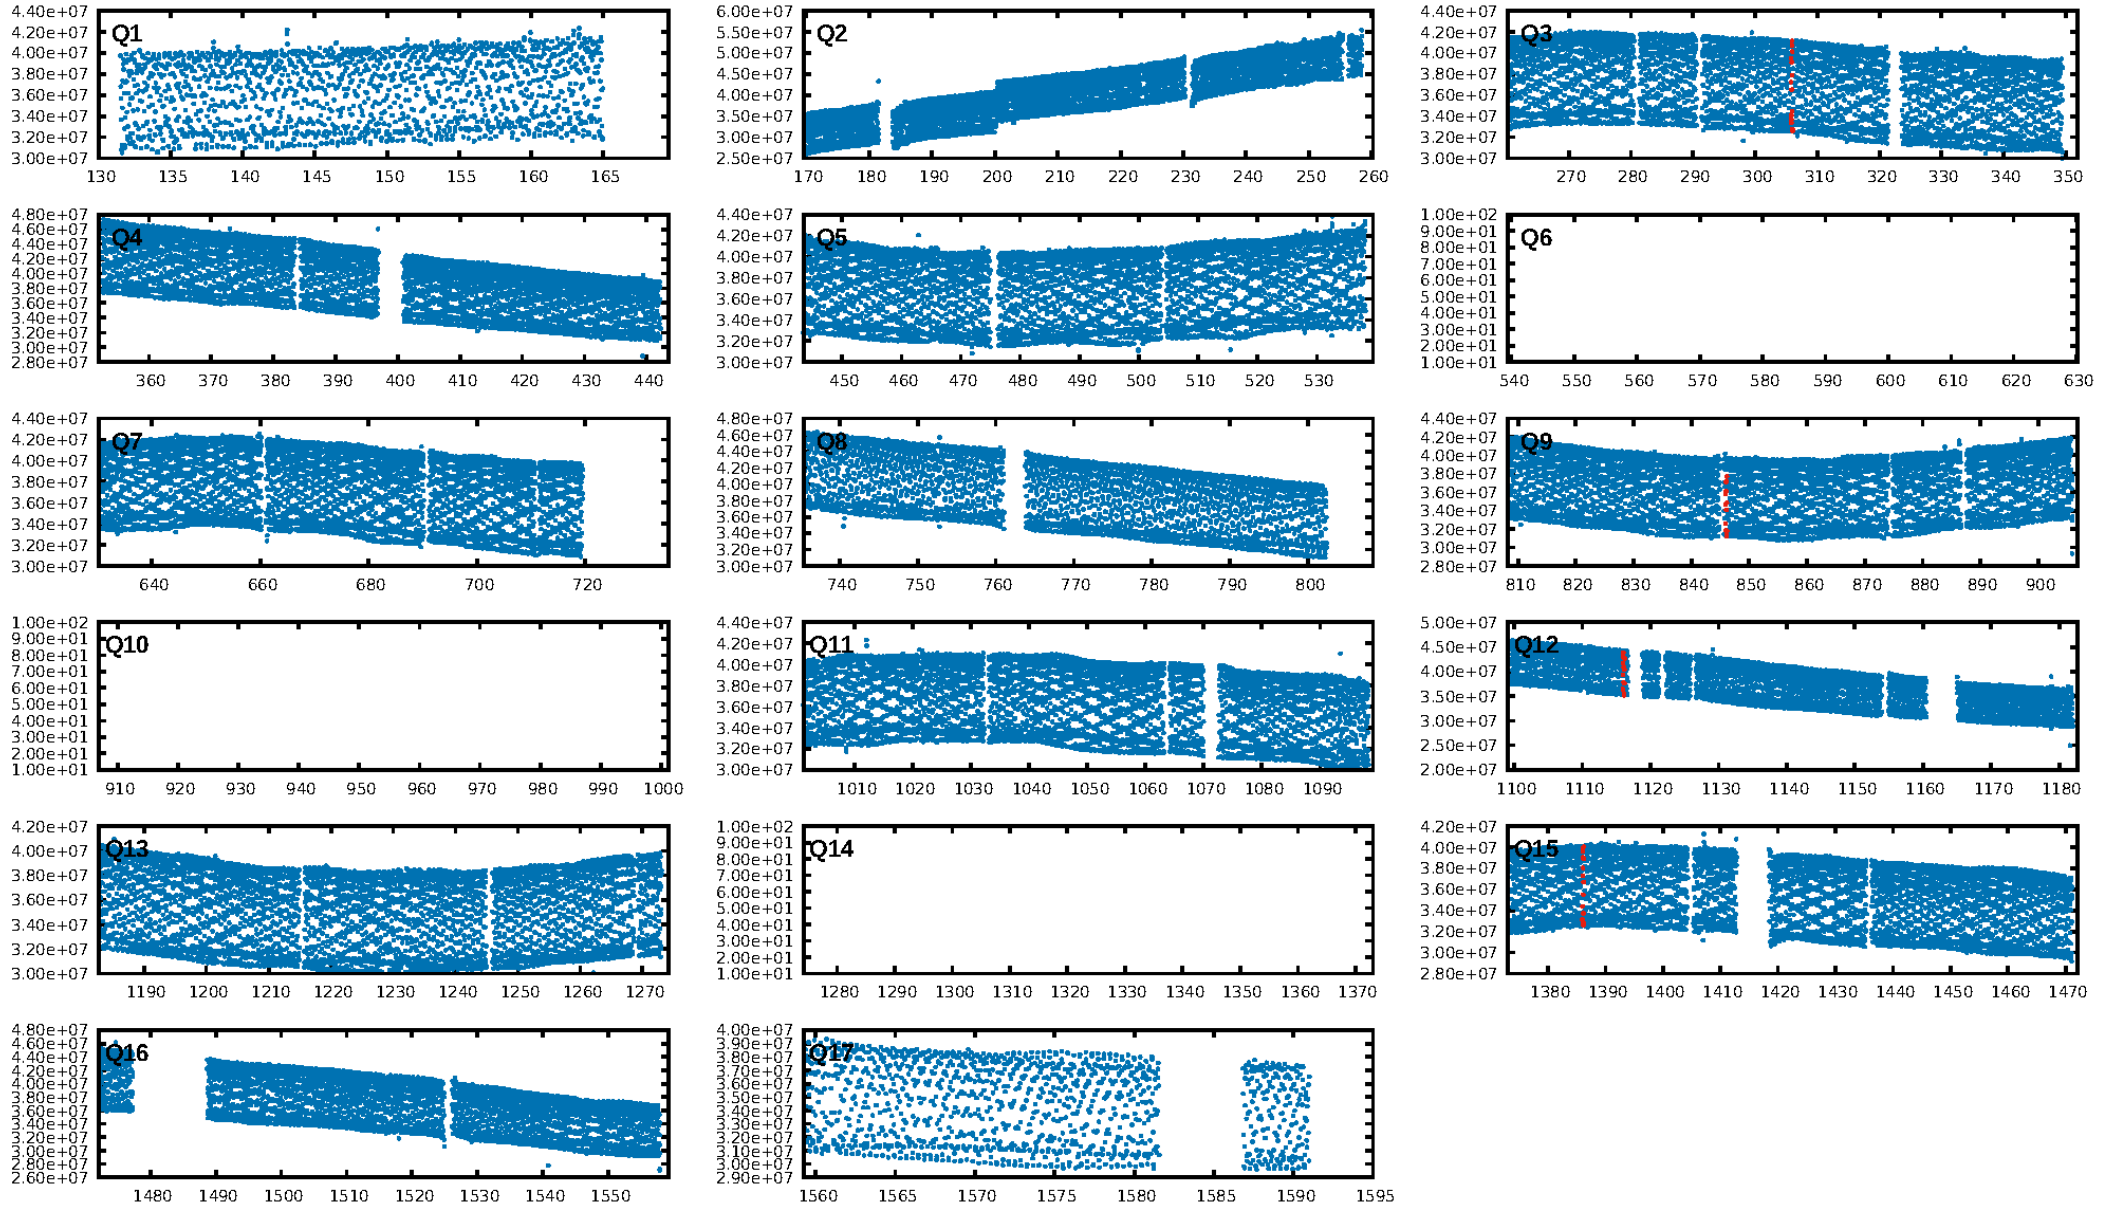 4.40e+07
4.20e+07
4.00e+07
3.80e+07
3.60e+07
3.40e+07
3.20e+07
3.00e+07
Q1
130 135 140 145 150 155 160 165
6.00e+07
5.50e+07
5.00e+07
4.50e+07
4.00e+07
3.50e+07
3.00e+07
2.50e+07
Q2
170 180 190 200 210 220 230 240 250 260
4.40e+07
4.20e+07
4.00e+07
3.80e+07
3.60e+07
3.40e+07
3.20e+07
3.00e+07
Q3
270 280 290 300 310 320 330 340 350
4.80e+07
4.60e+07
4.40e+07
4.20e+07
4.00e+07
3.80e+07
3.60e+07
3.40e+07
3.20e+07
3.00e+07
2.80e+07
Q4
360 370 380 390 400 410 420 430 440
4.40e+07
4.20e+07
4.00e+07
3.80e+07
3.60e+07
3.40e+07
3.20e+07
3.00e+07
Q5
450 460 470 480 490 500 510 520 530
1.00e+02
9.00e+01
8.00e+01
7.00e+01
6.00e+01
5.00e+01
4.00e+01
3.00e+01
2.00e+01
1.00e+01
Q6
540 550 560 570 580 590 600 610 620 630
4.40e+07
4.20e+07
4.00e+07
3.80e+07
3.60e+07
3.40e+07
3.20e+07
3.00e+07
Q7
640 660 680 700 720
4.80e+07
4.60e+07
4.40e+07
4.20e+07
4.00e+07
3.80e+07
3.60e+07
3.40e+07
3.20e+07
3.00e+07
Q8
740 750 760 770 780 790 800
4.40e+07
4.20e+07
4.00e+07
3.80e+07
3.60e+07
3.40e+07
3.20e+07
3.00e+07
2.80e+07
Q9
810 820 830 840 850 860 870 880 890 900
1.00e+02
9.00e+01
8.00e+01
7.00e+01
6.00e+01
5.00e+01
4.00e+01
3.00e+01
2.00e+01
1.00e+01
Q10
910 920 930 940 950 960 970 980 990 1000
4.40e+07
4.20e+07
4.00e+07
3.80e+07
3.60e+07
3.40e+07
3.20e+07
3.00e+07
Q11
1010 1020 1030 1040 1050 1060 1070 1080 1090
5.00e+07
4.50e+07
4.00e+07
3.50e+07
3.00e+07
2.50e+07
2.00e+07
Q12
1100 1110 1120 1130 1140 1150 1160 1170 1180
4.20e+07
4.00e+07
3.80e+07
3.60e+07
3.40e+07
3.20e+07
3.00e+07
Q13
1190 1200 1210 1220 1230 1240 1250 1260 1270
1.00e+02
9.00e+01
8.00e+01
7.00e+01
6.00e+01
5.00e+01
4.00e+01
3.00e+01
2.00e+01
1.00e+01
Q14
1280 1290 1300 1310 1320 1330 1340 1350 1360 1370
4.20e+07
4.00e+07
3.80e+07
3.60e+07
3.40e+07
3.20e+07
3.00e+07
2.80e+07
Q15
1380 1390 1400 1410 1420 1430 1440 1450 1460 1470
4.80e+07
4.60e+07
4.40e+07
4.20e+07
4.00e+07
3.80e+07
3.60e+07
3.40e+07
3.20e+07
3.00e+07
2.80e+07
2.60e+07
Q16
1480 1490 1500 1510 1520 1530 1540 1550
4.00e+07
3.90e+07
3.80e+07
3.70e+07
3.60e+07
3.50e+07
3.40e+07
3.30e+07
3.20e+07
3.10e+07
3.00e+07
2.90e+07
Q17
1560 1565 1570 1575 1580 1585 1590 1595